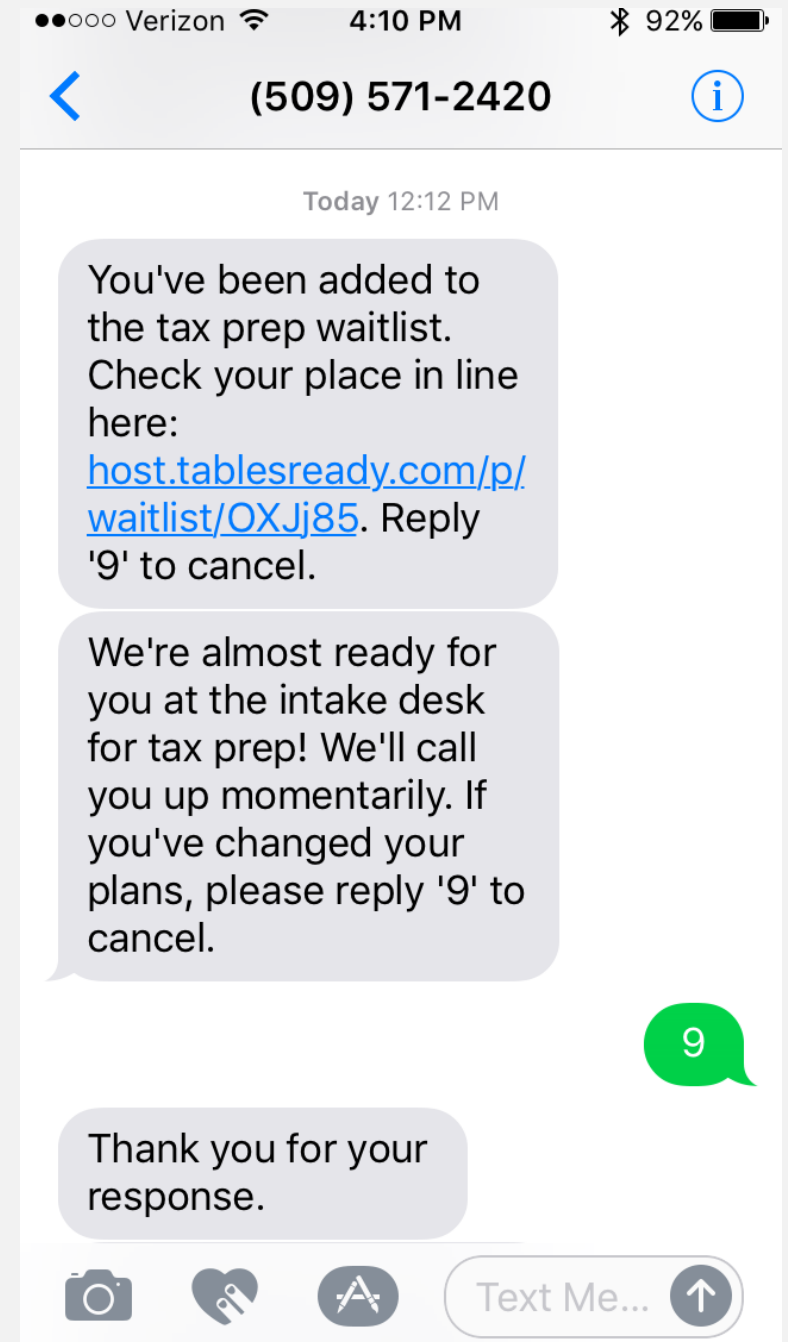 Verizon 4:10 PM 92%
(509) 571-2420
Today 12:12 PM
You've been added to
the tax prep waitlist.
Check your place in line
here:
host.tablesready.com/p/
waitlist/OXJj85. Reply
'9' to cancel.
We're almost ready for
you at the intake desk
for tax prep! We'll call
you up momentarily. If
you've changed your
plans, please reply '9' to
cancel.
9
Thank you for your
response.
Text Me...